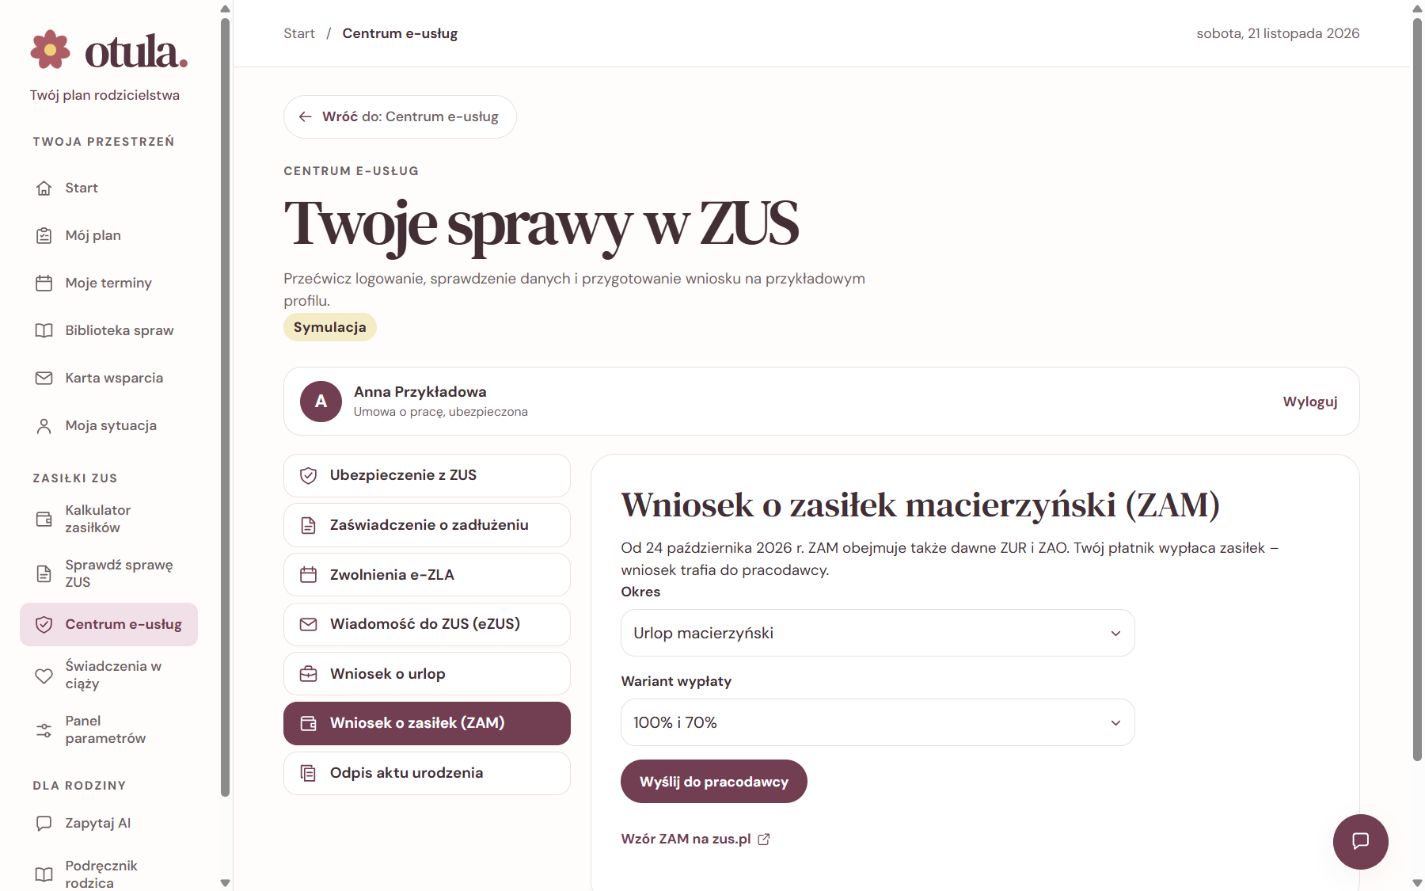 otula.
Twój plan rodzicielstwa
TWOJA PRZESTRZEŃ
Start
Mój plan
Moje terminy
Biblioteka spraw
Karta wsparcia
Moja sytuacja
ZASIŁKI ZUS
Kalkulator
zasiłków
Sprawdź sprawę
ZUS
Centrum e-usług
Świadczenia w
ciąży
Panel
parametrów
DLA RODZINY
Zapytaj AI
Podręcznik
rodzica
Start / Centrum e-usług
sobota, 21 listopada 2026
Wróć do: Centrum e-usług
CENTRUM E-USŁUG
Twoje sprawy w ZUS
Przećwicz logowanie, sprawdzenie danych i przygotowanie wniosku na przykładowym
profilu.
Symulacja
A
Anna Przykładowa
Umowa o pracę, ubezpieczona
Wyloguj
Ubezpieczenie z ZUS
Zaświadczenie o zadłużeniu
Zwolnienia e-ZLA
Wiadomość do ZUS (eZUS)
Wniosek o urlop
Wniosek o zasiłek (ZAM)
Odpis aktu urodzenia
Wniosek o zasiłek macierzyński (ZAM)
Od 24 października 2026 r. ZAM obejmuje także dawne ZUR i ZAO. Twój płatnik wypłaca zasiłek –
wniosek trafia do pracodawcy.
Okres
Urlop macierzyński
Wariant wypłaty
100% i 70%
Wyślij do pracodawcy
Wzór ZAM na zus.pl